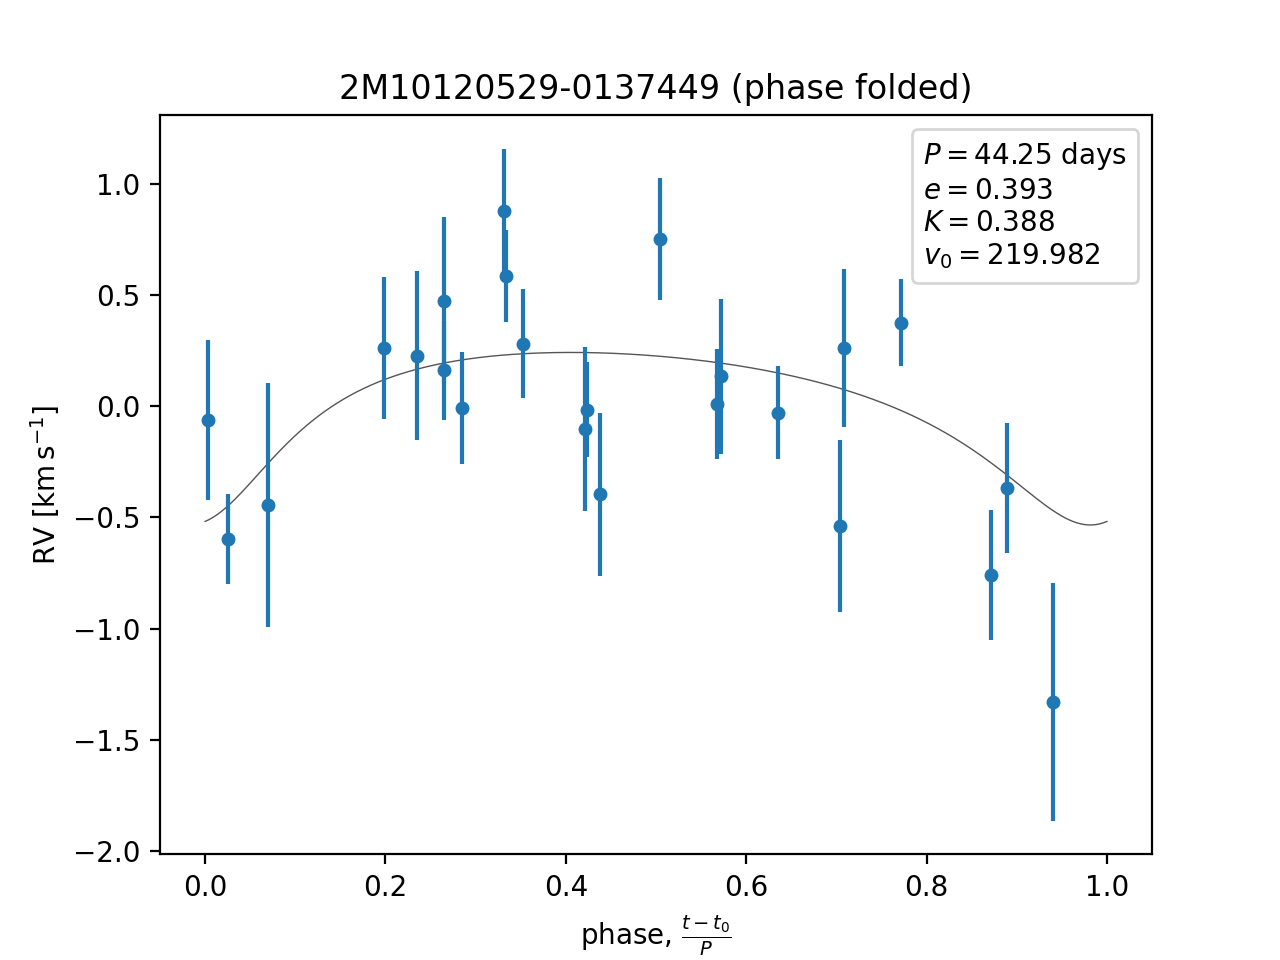 2M10120529-0137449 (phase folded)
P = 44.25 days
e = 0.393
K = 0.388
v₀ = 219.982
RV [km s⁻¹]
1.0
0.5
0.0
−0.5
−1.0
−1.5
−2.0
0.0 0.2 0.4 0.6 0.8 1.0
phase, (t − t₀)/P